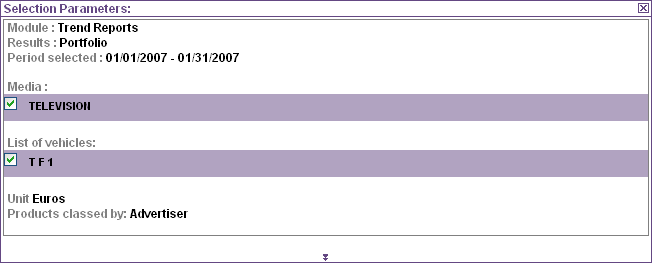 Selection Parameters:
Module : Trend Reports
Results : Portfolio
Period selected : 01/01/2007 - 01/31/2007
Media :
TELEVISION
List of vehicles:
T F 1
Unit Euros
Products classed by: Advertiser